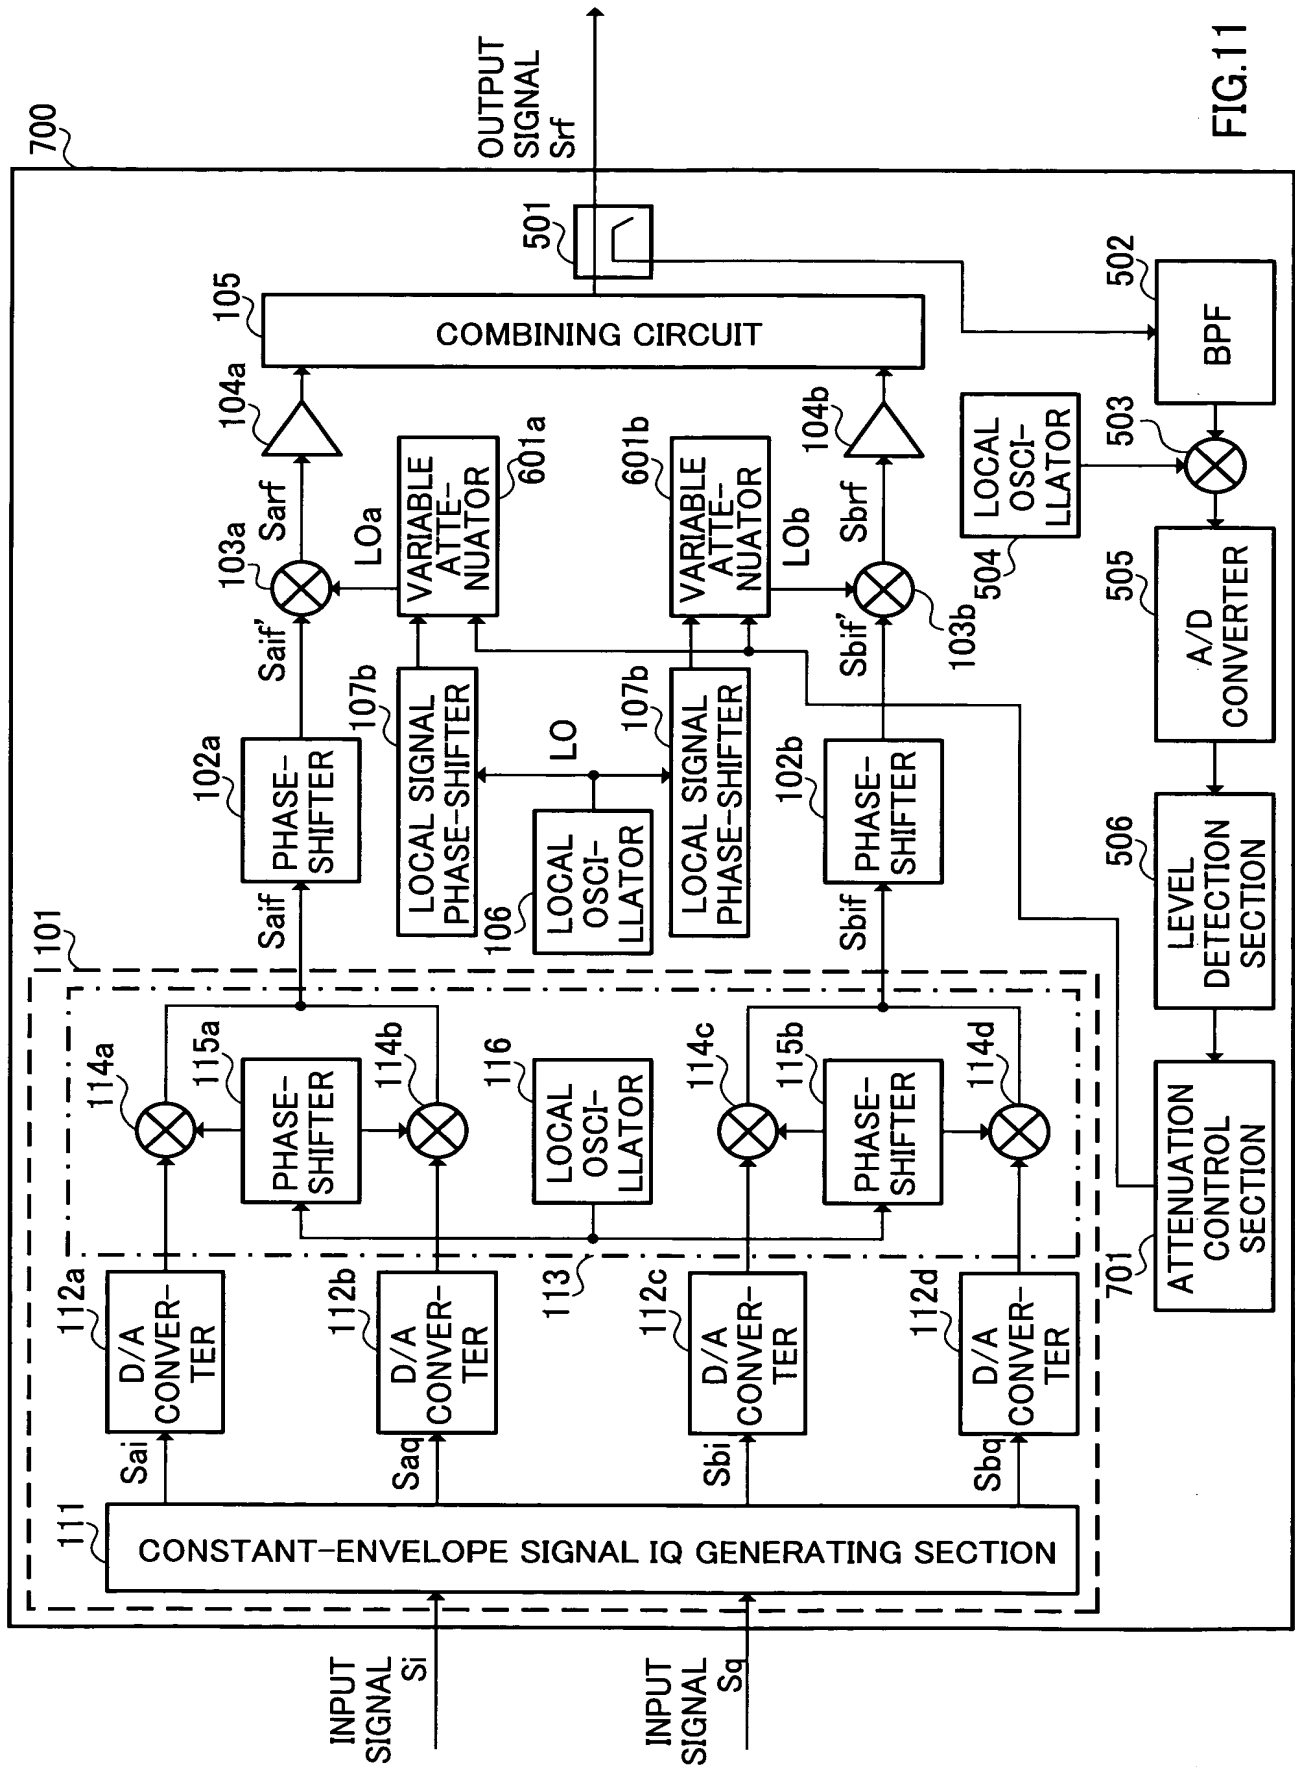 FIG.11
700
INPUT
SIGNAL
Si
INPUT
SIGNAL
Sq
101
111
CONSTANT-ENVELOPE SIGNAL IQ GENERATING SECTION
Sai
Saq
Sbi
Sbq
112a
D/A
CONVER-
TER
112b
D/A
CONVER-
TER
112c
D/A
CONVER-
TER
112d
D/A
CONVER-
TER
113
114a
115a
PHASE-
SHIFTER
114b
116
LOCAL
OSCI-
LLATOR
114c
115b
PHASE-
SHIFTER
114d
Saif
Sbif
102a
PHASE-
SHIFTER
107b
LOCAL SIGNAL
PHASE-SHIFTER
106
LOCAL
OSCI-
LLATOR
LO
107b
LOCAL SIGNAL
PHASE-SHIFTER
102b
PHASE-
SHIFTER
Saif'
103a
Sarf
LOa
VARIABLE
ATTE-
NUATOR
601a
601b
VARIABLE
ATTE-
NUATOR
LOb
Sbif'
103b
Sbrf
104a
104b
105
COMBINING CIRCUIT
501
OUTPUT
SIGNAL
Srf
502
BPF
503
504
LOCAL
OSCI-
LLATOR
505
A/D
CONVERTER
506
LEVEL
DETECTION
SECTION
701
ATTENUATION
CONTROL
SECTION